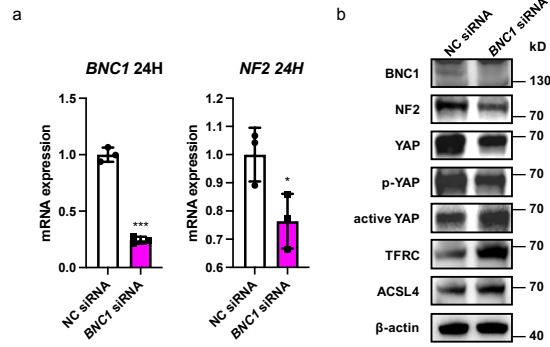 a
BNC1 24H
mRNA expression
1.5
1.0
0.5
0.0
***
NC siRNA
BNC1 siRNA
NF2 24H
mRNA expression
1.2
1.1
1.0
0.9
0.8
0.7
0.6
*
NC siRNA
BNC1 siRNA
b
NC siRNA
BNC1 siRNA
kD
BNC1
130
NF2
70
YAP
70
p-YAP
70
active YAP
70
TFRC
70
ACSL4
70
β-actin
40